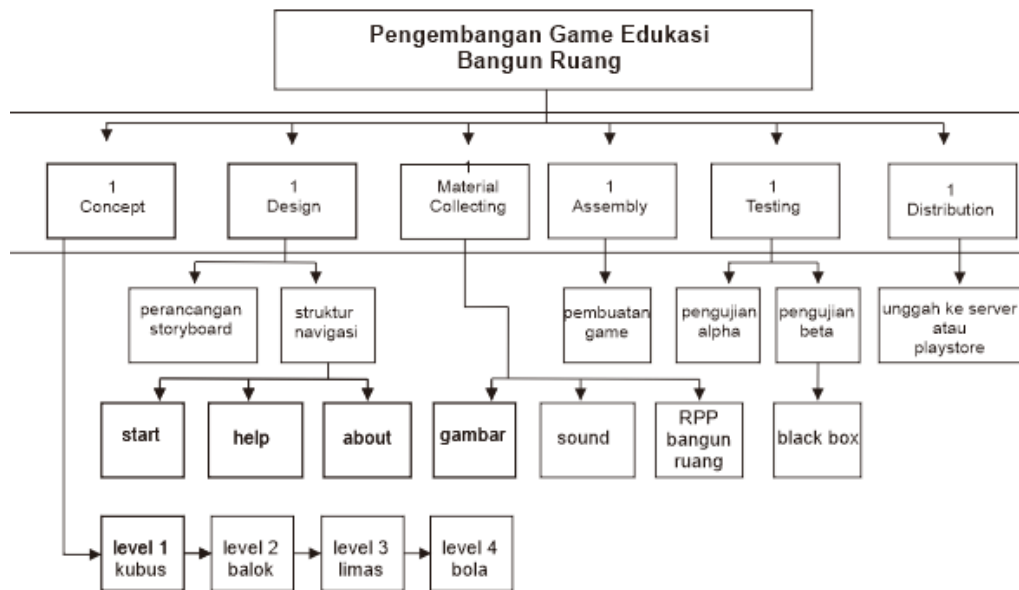 Pengembangan Game Edukasi
Bangun Ruang
1
Concept
1
Design
1
Material
Collecting
1
Assembly
1
Testing
1
Distribution
perancangan
storyboard
struktur
navigasi
pembuatan
game
pengujian
alpha
pengujian
beta
unggah ke server
atau
playstore
start
help
about
gambar
sound
RPP
bangun
ruang
black box
level 1
kubus
level 2
balok
level 3
limas
level 4
bola